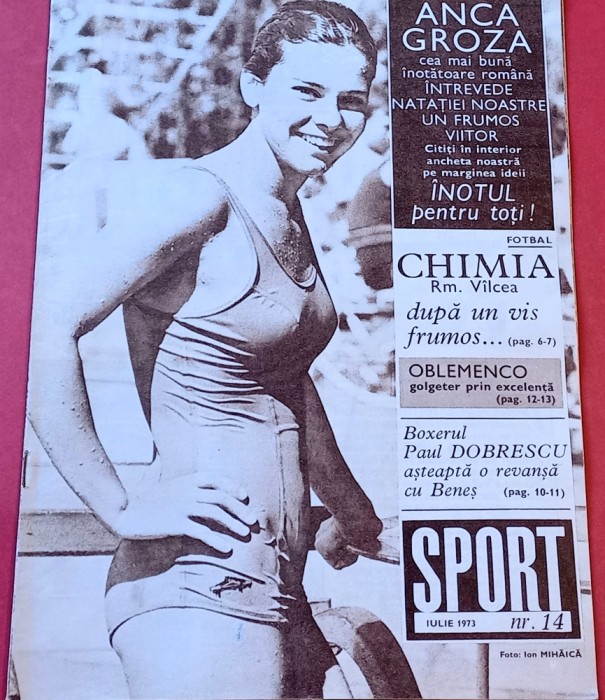 ANCA
GROZA
cea mai bună
înotătoare română
ÎNTREVEDE
NATAȚIEI NOASTRE
UN FRUMOS
VIITOR
Citiți în interior
ancheta noastră
pe marginea ideii
ÎNOTUL
pentru toți!
FOTBAL
CHIMIA
Rm. Vîlcea
după un vis
frumos... (pag. 6-7)
OBLEMENCO
golgeter prin excelență
(pag. 12-13)
Boxerul
Paul DOBRESCU
așteaptă o revanșă
cu Beneș (pag. 10-11)
SPORT
IULIE 1973 nr. 14
Foto: Ion MIHĂICĂ